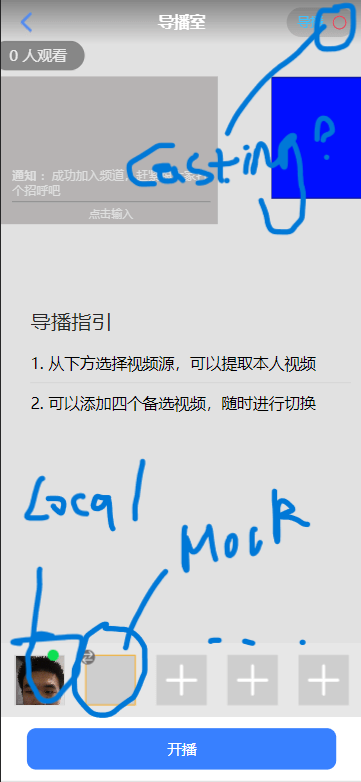 导播室
0 人观看
Casting?
通知：成功加入频道，赶紧
个招呼吧
点击输入
导播指引
1. 从下方选择视频源，可以提取本人视频
2. 可以添加四个备选视频，随时进行切换
Local
Mock
开播